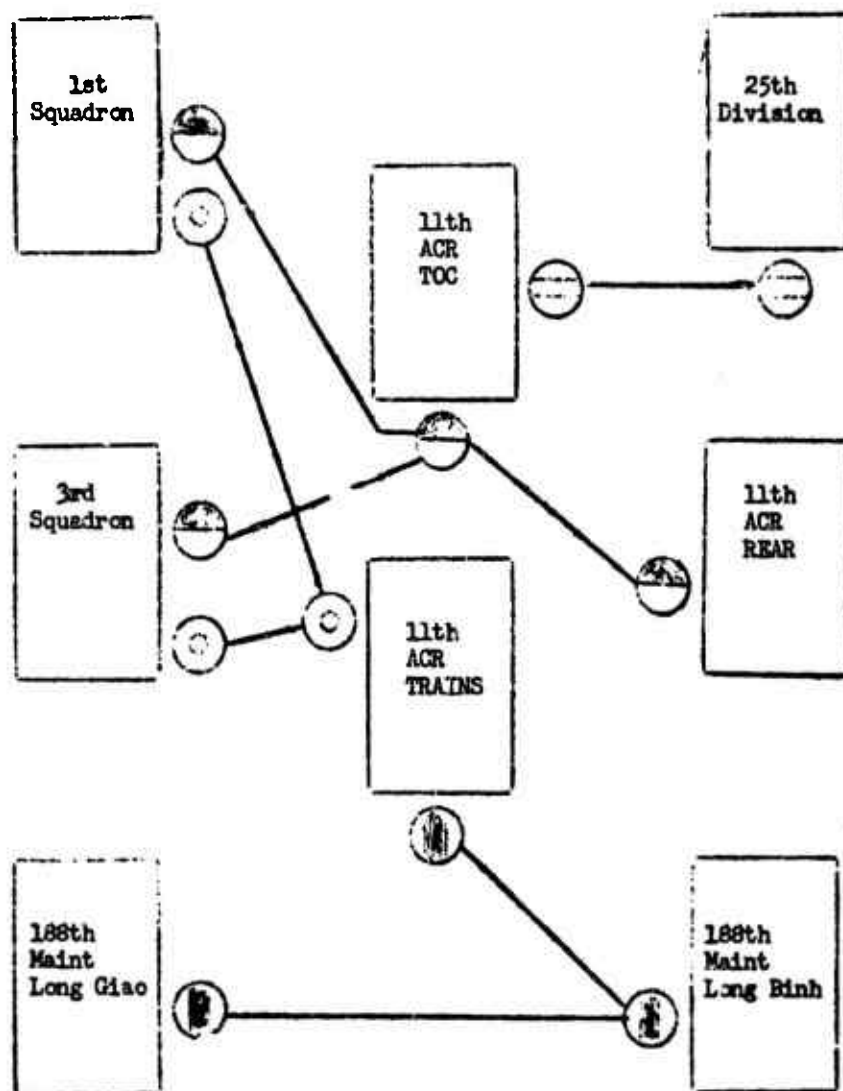 1st
Squadron
25th
Division
11th
ACR
TOC
3rd
Squadron
11th
ACR
REAR
11th
ACR
TRAINS
188th
Maint
Long Giao
188th
Maint
Long Binh